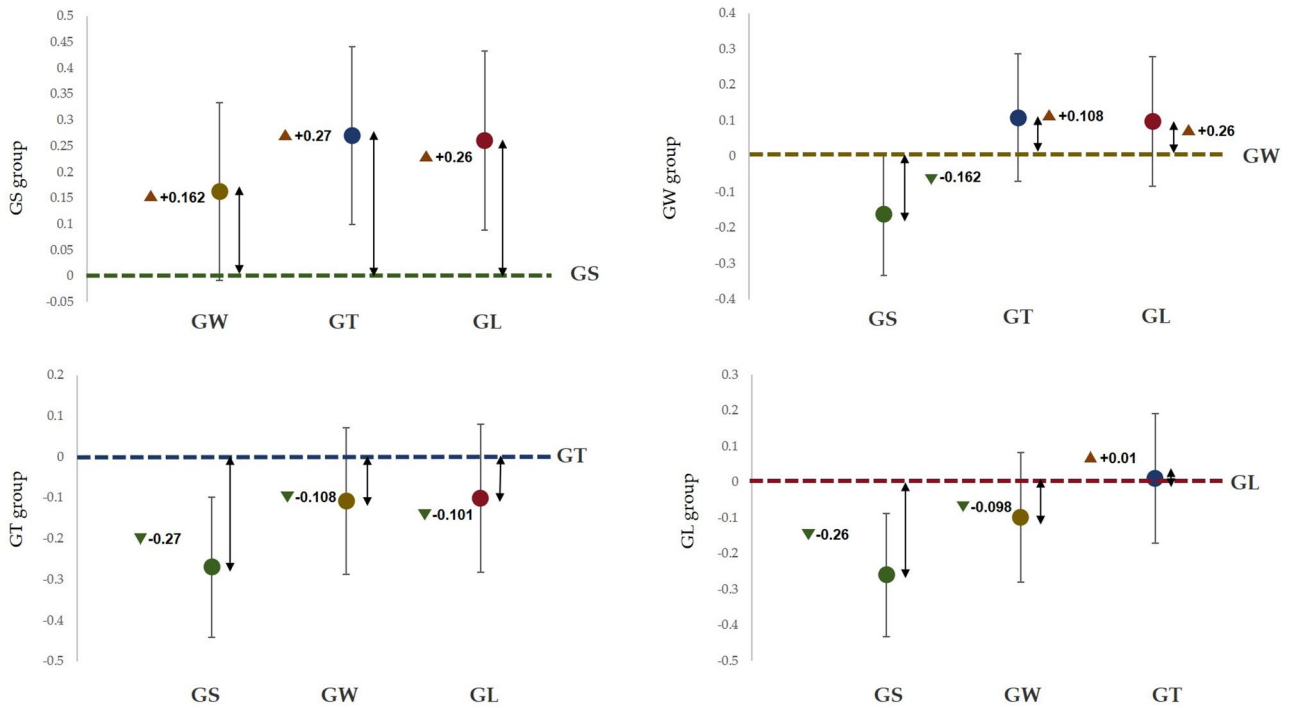 0.5
0.45
0.4
0.35
0.3
0.25
0.2
0.15
0.1
0.05
0
-0.05
GS group
+0.162
+0.27
+0.26
GS
GW
GT
GL
0.4
0.3
0.2
0.1
0
-0.1
-0.2
-0.3
-0.4
GW group
-0.162
+0.108
+0.26
GW
GS
GT
GL
0.2
0.1
0
-0.1
-0.2
-0.3
-0.4
-0.5
GT group
-0.27
-0.108
-0.101
GT
GS
GW
GL
0.3
0.2
0.1
0
-0.1
-0.2
-0.3
-0.4
-0.5
GL group
-0.26
-0.098
+0.01
GL
GS
GW
GT